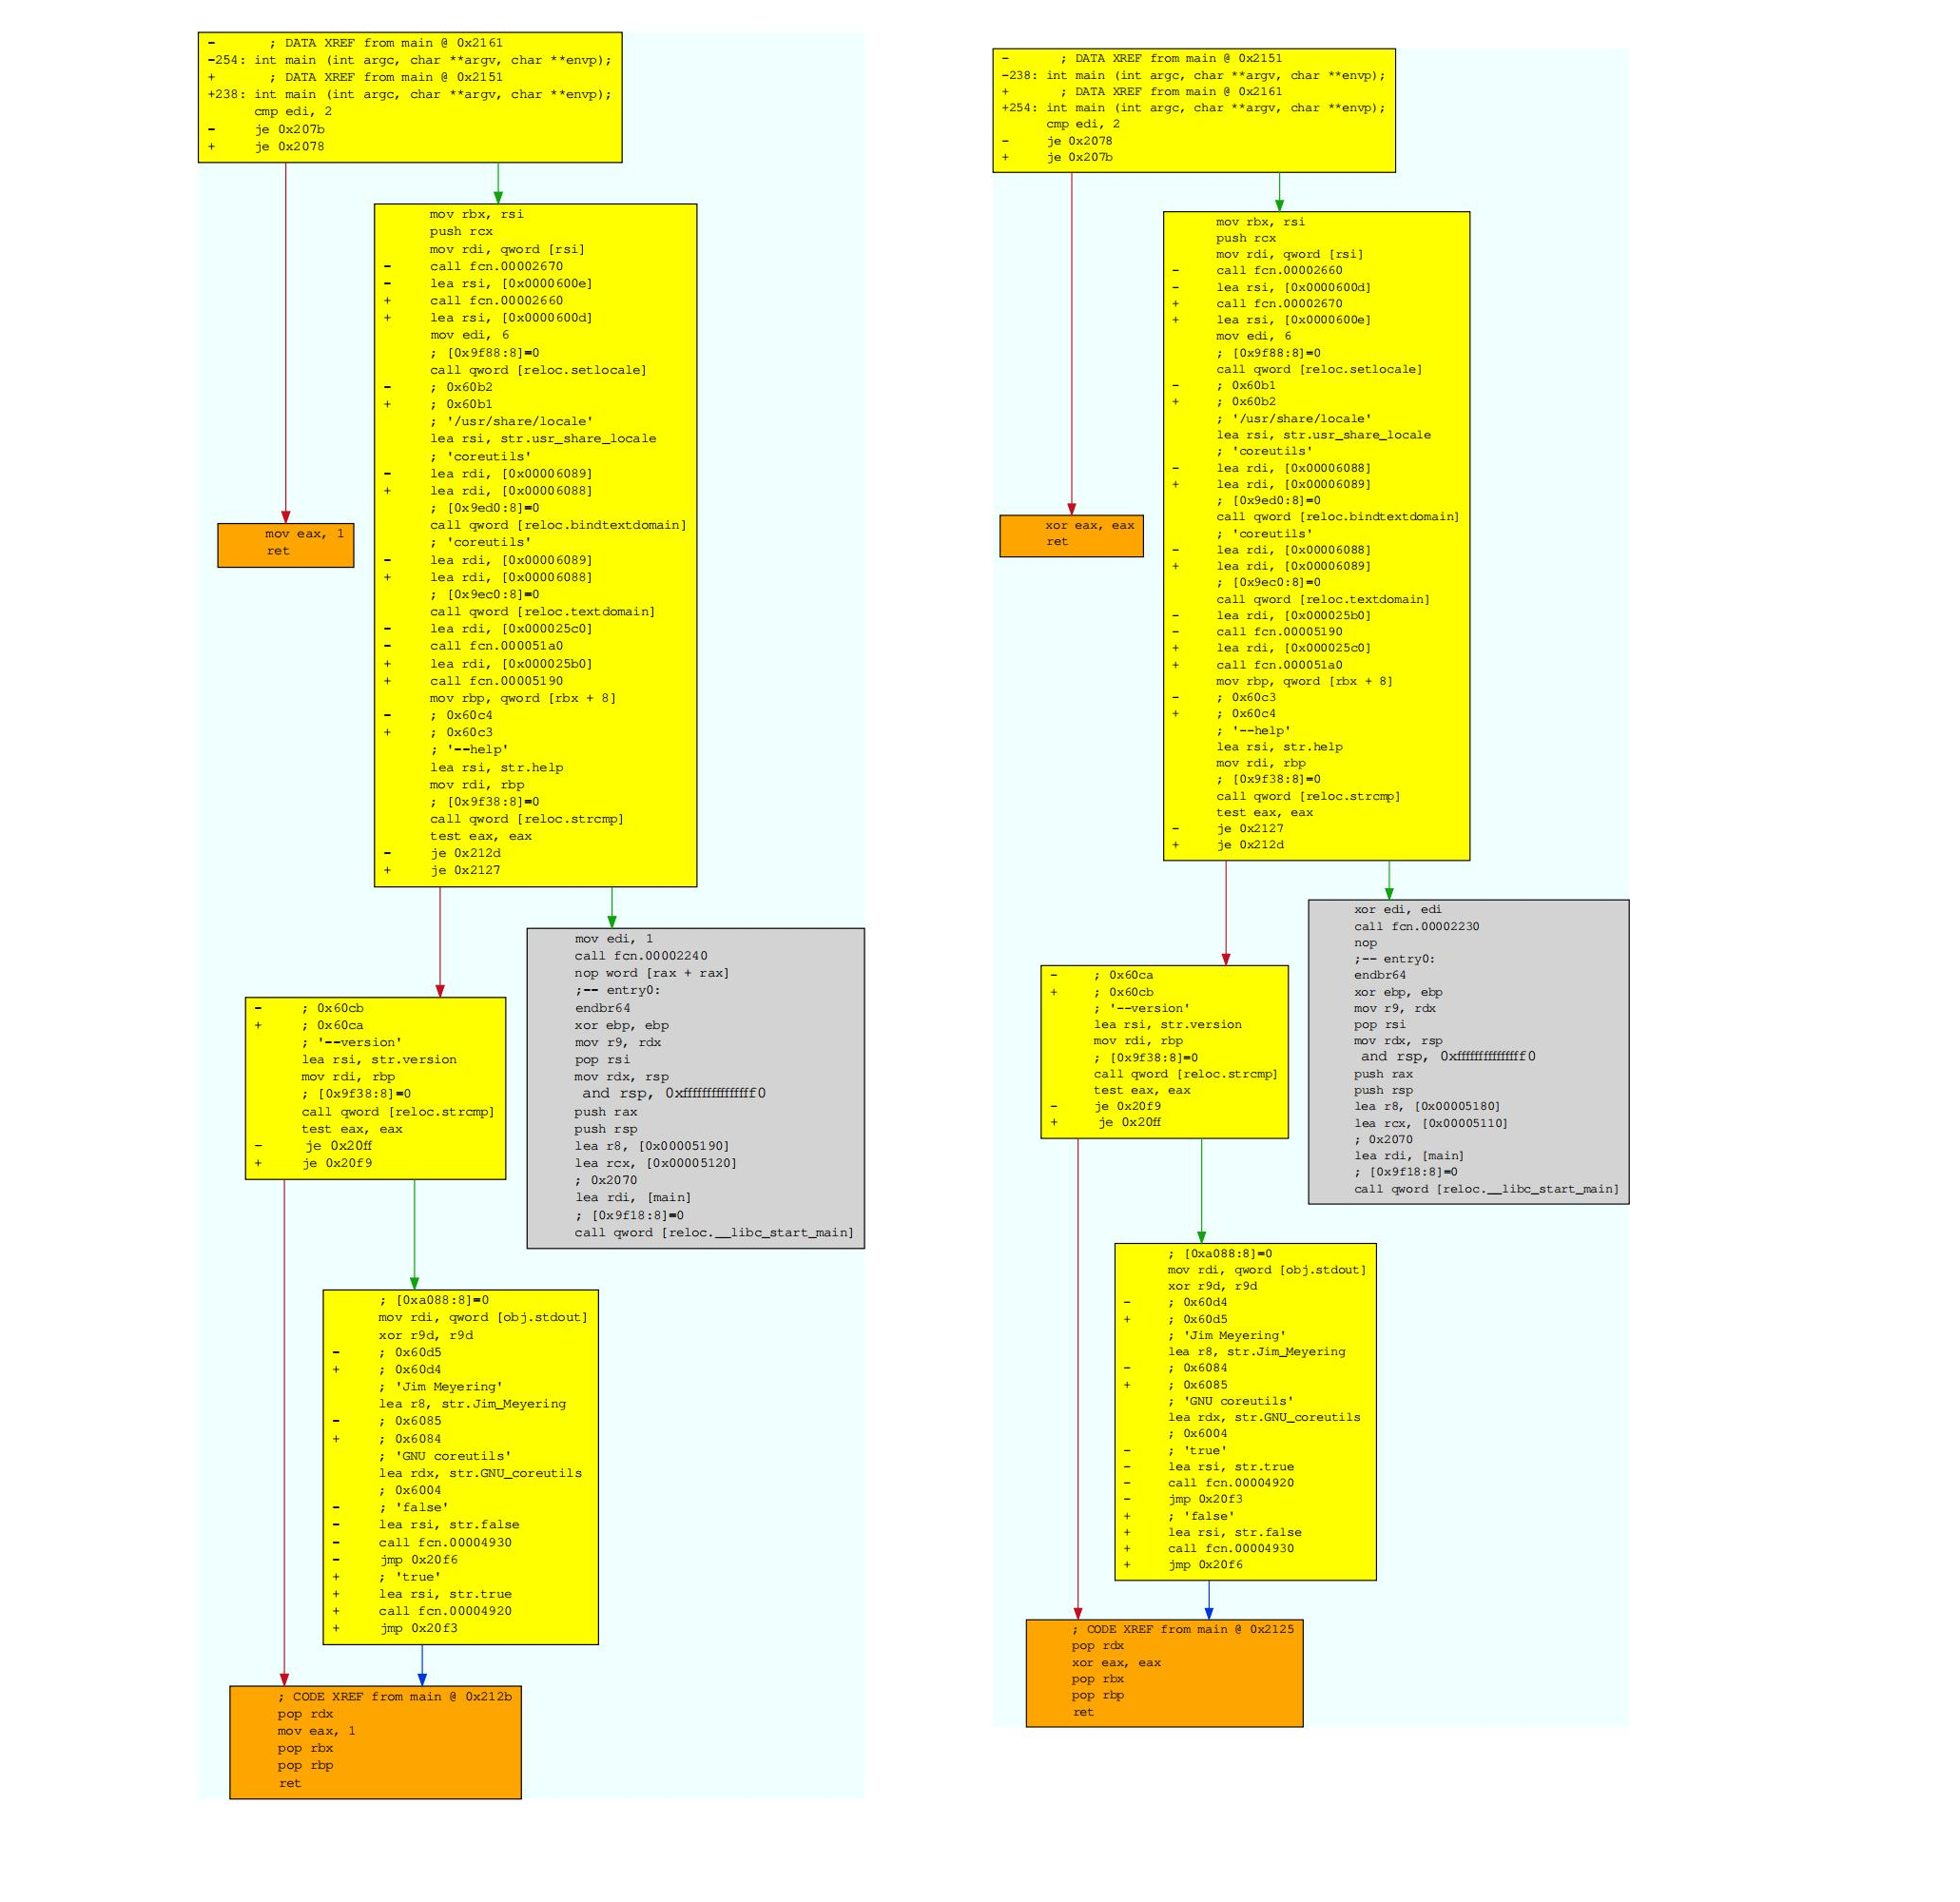 -       ; DATA XREF from main @ 0x2161
-254: int main (int argc, char **argv, char **envp);
+       ; DATA XREF from main @ 0x2151
+238: int main (int argc, char **argv, char **envp);
      cmp edi, 2
-     je 0x207b
+     je 0x2078
      mov rbx, rsi
      push rcx
      mov rdi, qword [rsi]
-     call fcn.00002670
-     lea rsi, [0x0000600e]
+     call fcn.00002660
+     lea rsi, [0x0000600d]
      mov edi, 6
      ; [0x9f88:8]=0
      call qword [reloc.setlocale]
-     ; 0x60b2
+     ; 0x60b1
      ; '/usr/share/locale'
      lea rsi, str.usr_share_locale
      ; 'coreutils'
-     lea rdi, [0x00006089]
+     lea rdi, [0x00006088]
      ; [0x9ed0:8]=0
      call qword [reloc.bindtextdomain]
      ; 'coreutils'
-     lea rdi, [0x00006089]
+     lea rdi, [0x00006088]
      ; [0x9ec0:8]=0
      call qword [reloc.textdomain]
-     lea rdi, [0x000025c0]
-     call fcn.000051a0
+     lea rdi, [0x000025b0]
+     call fcn.00005190
      mov rbp, qword [rbx + 8]
-     ; 0x60c4
+     ; 0x60c3
      ; '--help'
      lea rsi, str.help
      mov rdi, rbp
      ; [0x9f38:8]=0
      call qword [reloc.strcmp]
      test eax, eax
-     je 0x212d
+     je 0x2127
      mov eax, 1
      ret
      mov edi, 1
      call fcn.00002240
      nop word [rax + rax]
      ;-- entry0:
      endbr64
      xor ebp, ebp
      mov r9, rdx
      pop rsi
      mov rdx, rsp
      and rsp, 0xfffffffffffffff0
      push rax
      push rsp
      lea r8, [0x00005190]
      lea rcx, [0x00005120]
      ; 0x2070
      lea rdi, [main]
      ; [0x9f18:8]=0
      call qword [reloc.__libc_start_main]
-     ; 0x60cb
+     ; 0x60ca
      ; '--version'
      lea rsi, str.version
      mov rdi, rbp
      ; [0x9f38:8]=0
      call qword [reloc.strcmp]
      test eax, eax
-     je 0x20ff
+     je 0x20f9
      ; [0xa088:8]=0
      mov rdi, qword [obj.stdout]
      xor r9d, r9d
-     ; 0x60d5
+     ; 0x60d4
      ; 'Jim Meyering'
      lea r8, str.Jim_Meyering
-     ; 0x6085
+     ; 0x6084
      ; 'GNU coreutils'
      lea rdx, str.GNU_coreutils
      ; 0x6004
-     ; 'false'
-     lea rsi, str.false
-     call fcn.00004930
-     jmp 0x20f6
+     ; 'true'
+     lea rsi, str.true
+     call fcn.00004920
+     jmp 0x20f3
      ; CODE XREF from main @ 0x212b
      pop rdx
      mov eax, 1
      pop rbx
      pop rbp
      ret
-       ; DATA XREF from main @ 0x2151
-238: int main (int argc, char **argv, char **envp);
+       ; DATA XREF from main @ 0x2161
+254: int main (int argc, char **argv, char **envp);
      cmp edi, 2
-     je 0x2078
+     je 0x207b
      mov rbx, rsi
      push rcx
      mov rdi, qword [rsi]
-     call fcn.00002660
-     lea rsi, [0x0000600d]
+     call fcn.00002670
+     lea rsi, [0x0000600e]
      mov edi, 6
      ; [0x9f88:8]=0
      call qword [reloc.setlocale]
-     ; 0x60b1
+     ; 0x60b2
      ; '/usr/share/locale'
      lea rsi, str.usr_share_locale
      ; 'coreutils'
-     lea rdi, [0x00006088]
+     lea rdi, [0x00006089]
      ; [0x9ed0:8]=0
      call qword [reloc.bindtextdomain]
      ; 'coreutils'
-     lea rdi, [0x00006088]
+     lea rdi, [0x00006089]
      ; [0x9ec0:8]=0
      call qword [reloc.textdomain]
-     lea rdi, [0x000025b0]
-     call fcn.00005190
+     lea rdi, [0x000025c0]
+     call fcn.000051a0
      mov rbp, qword [rbx + 8]
-     ; 0x60c3
+     ; 0x60c4
      ; '--help'
      lea rsi, str.help
      mov rdi, rbp
      ; [0x9f38:8]=0
      call qword [reloc.strcmp]
      test eax, eax
-     je 0x2127
+     je 0x212d
      xor eax, eax
      ret
      xor edi, edi
      call fcn.00002230
      nop
      ;-- entry0:
      endbr64
      xor ebp, ebp
      mov r9, rdx
      pop rsi
      mov rdx, rsp
      and rsp, 0xfffffffffffffff0
      push rax
      push rsp
      lea r8, [0x00005180]
      lea rcx, [0x00005110]
      ; 0x2070
      lea rdi, [main]
      ; [0x9f18:8]=0
      call qword [reloc.__libc_start_main]
-     ; 0x60ca
+     ; 0x60cb
      ; '--version'
      lea rsi, str.version
      mov rdi, rbp
      ; [0x9f38:8]=0
      call qword [reloc.strcmp]
      test eax, eax
-     je 0x20f9
+     je 0x20ff
      ; [0xa088:8]=0
      mov rdi, qword [obj.stdout]
      xor r9d, r9d
-     ; 0x60d4
+     ; 0x60d5
      ; 'Jim Meyering'
      lea r8, str.Jim_Meyering
-     ; 0x6084
+     ; 0x6085
      ; 'GNU coreutils'
      lea rdx, str.GNU_coreutils
      ; 0x6004
-     ; 'true'
-     lea rsi, str.true
-     call fcn.00004920
-     jmp 0x20f3
+     ; 'false'
+     lea rsi, str.false
+     call fcn.00004930
+     jmp 0x20f6
      ; CODE XREF from main @ 0x2125
      pop rdx
      xor eax, eax
      pop rbx
      pop rbp
      ret